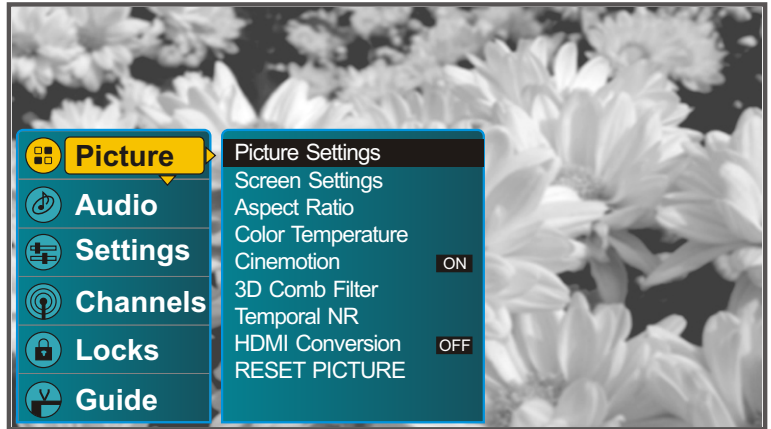 Picture
Audio
Settings
Channels
Locks
Guide
Picture Settings
Screen Settings
Aspect Ratio
Color Temperature
Cinemotion ON
3D Comb Filter
Temporal NR
HDMI Conversion OFF
RESET PICTURE